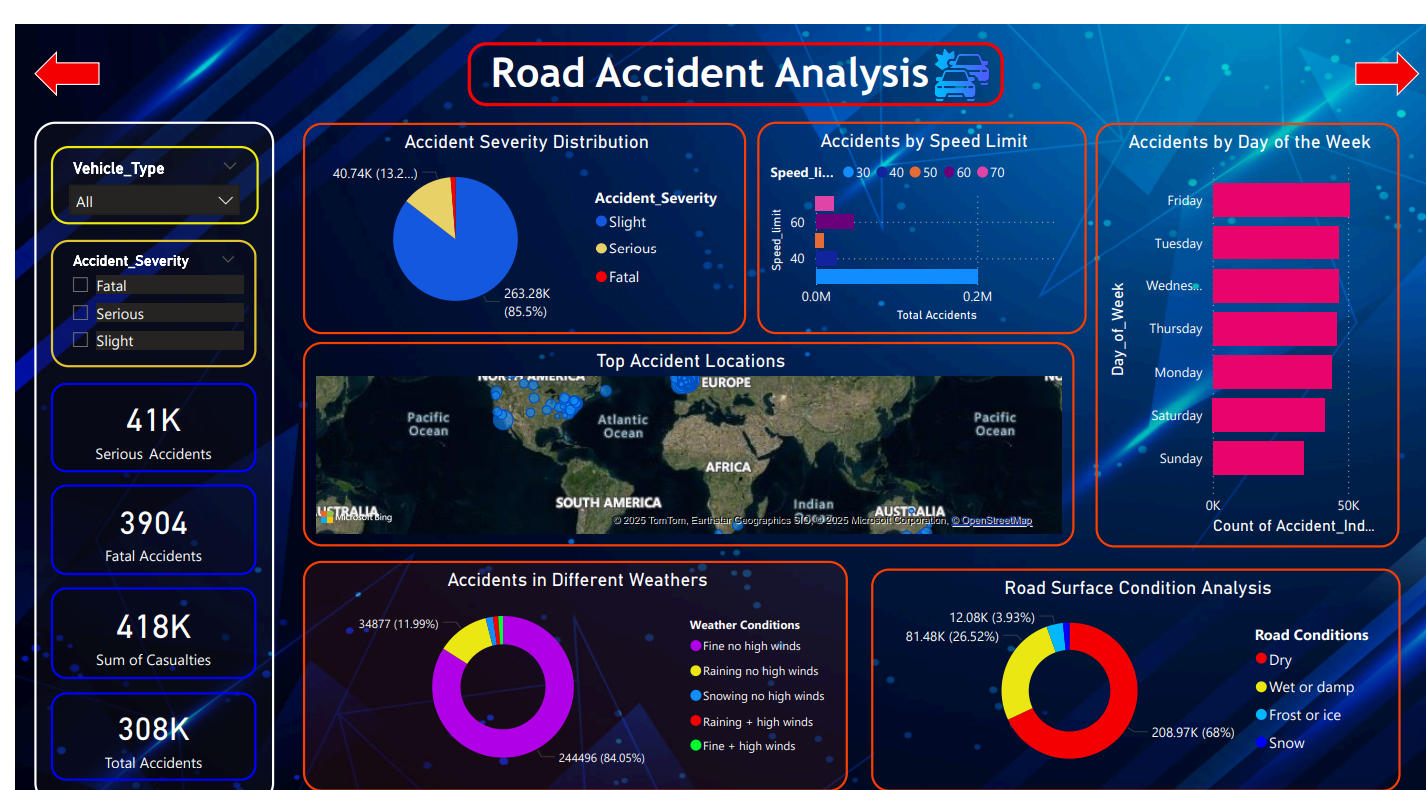 Road Accident Analysis
Vehicle_Type
All
Accident_Severity
Fatal
Serious
Slight
41K
Serious Accidents
3904
Fatal Accidents
418K
Sum of Casualties
308K
Total Accidents
Accident Severity Distribution
40.74K (13.2...)
263.28K
(85.5%)
Accident_Severity
Slight
Serious
Fatal
Accidents by Speed Limit
Speed_li... 30 40 50 60 70
Speed_limit
60
40
0.0M 0.2M
Total Accidents
Accidents by Day of the Week
Day_of_Week
Friday
Tuesday
Wednes...
Thursday
Monday
Saturday
Sunday
0K 50K
Count of Accident_Ind...
Top Accident Locations
NORTH AMERICA
EUROPE
Pacific
Ocean
Atlantic
Ocean
Pacific
Ocean
AFRICA
SOUTH AMERICA
Indian
USTRALIA
AUSTRALIA
Microsoft Bing
© 2025 TomTom, Earthstar Geographics SIO, © 2025 Microsoft Corporation, © OpenStreetMap
Accidents in Different Weathers
34877 (11.99%)
244496 (84.05%)
Weather Conditions
Fine no high winds
Raining no high winds
Snowing no high winds
Raining + high winds
Fine + high winds
Road Surface Condition Analysis
12.08K (3.93%)
81.48K (26.52%)
208.97K (68%)
Road Conditions
Dry
Wet or damp
Frost or ice
Snow